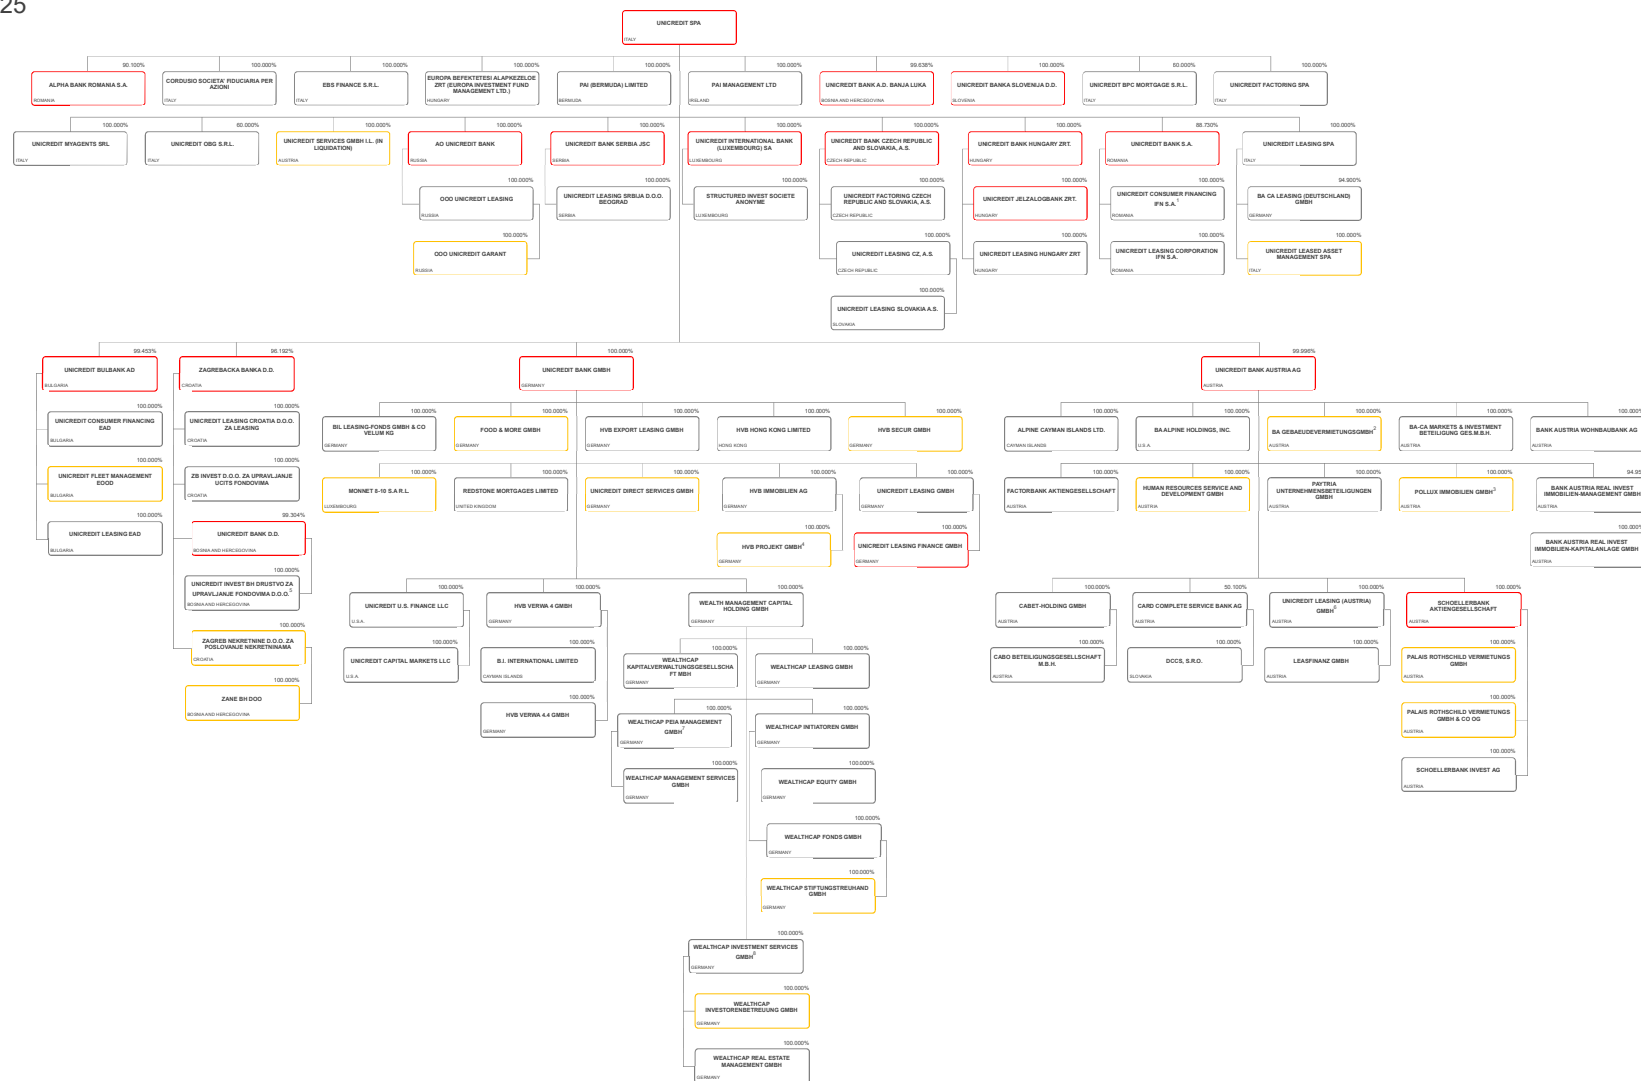 25
UNICREDIT SPA
ITALY
90.100%
ALPHA BANK ROMANIA S.A.
ROMANIA
100.000%
CORDUSIO SOCIETA' FIDUCIARIA PER
AZIONI
ITALY
100.000%
EBS FINANCE S.R.L.
ITALY
100.000%
EUROPA BEFEKTETESI ALAPKEZELOE
ZRT (EUROPA INVESTMENT FUND
MANAGEMENT LTD.)
HUNGARY
100.000%
PAI (BERMUDA) LIMITED
BERMUDA
100.000%
PAI MANAGEMENT LTD
IRELAND
99.638%
UNICREDIT BANK A.D. BANJA LUKA
BOSNIA AND HERCEGOVINA
100.000%
UNICREDIT BANKA SLOVENIJA D.D.
SLOVENIA
60.000%
UNICREDIT BPC MORTGAGE S.R.L.
ITALY
100.000%
UNICREDIT FACTORING SPA
ITALY
100.000%
UNICREDIT MYAGENTS SRL
ITALY
60.000%
UNICREDIT OBG S.R.L.
ITALY
100.000%
UNICREDIT SERVICES GMBH I.L. (IN
LIQUIDATION)
AUSTRIA
100.000%
AO UNICREDIT BANK
RUSSIA
100.000%
UNICREDIT BANK SERBIA JSC
SERBIA
100.000%
UNICREDIT INTERNATIONAL BANK
(LUXEMBOURG) SA
LUXEMBOURG
100.000%
UNICREDIT BANK CZECH REPUBLIC
AND SLOVAKIA, A.S.
CZECH REPUBLIC
100.000%
UNICREDIT BANK HUNGARY ZRT.
HUNGARY
88.730%
UNICREDIT BANK S.A.
ROMANIA
100.000%
UNICREDIT LEASING SPA
ITALY
100.000%
OOO UNICREDIT LEASING
RUSSIA
100.000%
UNICREDIT LEASING SRBIJA D.O.O.
BEOGRAD
SERBIA
100.000%
STRUCTURED INVEST SOCIETE
ANONYME
LUXEMBOURG
100.000%
UNICREDIT FACTORING CZECH
REPUBLIC AND SLOVAKIA, A.S.
CZECH REPUBLIC
100.000%
UNICREDIT JELZALOGBANK ZRT.
HUNGARY
100.000%
UNICREDIT CONSUMER FINANCING
IFN S.A.1
ROMANIA
94.900%
BA CA LEASING (DEUTSCHLAND)
GMBH
GERMANY
100.000%
OOO UNICREDIT GARANT
RUSSIA
100.000%
UNICREDIT LEASING CZ, A.S.
CZECH REPUBLIC
100.000%
UNICREDIT LEASING HUNGARY ZRT
HUNGARY
100.000%
UNICREDIT LEASING CORPORATION
IFN S.A.
ROMANIA
100.000%
UNICREDIT LEASED ASSET
MANAGEMENT SPA
ITALY
100.000%
UNICREDIT LEASING SLOVAKIA A.S.
SLOVAKIA
99.453%
UNICREDIT BULBANK AD
BULGARIA
96.192%
ZAGREBACKA BANKA D.D.
CROATIA
100.000%
UNICREDIT BANK GMBH
GERMANY
99.996%
UNICREDIT BANK AUSTRIA AG
AUSTRIA
100.000%
UNICREDIT CONSUMER FINANCING
EAD
BULGARIA
100.000%
UNICREDIT LEASING CROATIA D.O.O.
ZA LEASING
CROATIA
100.000%
BIL LEASING-FONDS GMBH & CO
VELUM KG
GERMANY
100.000%
FOOD & MORE GMBH
GERMANY
100.000%
HVB EXPORT LEASING GMBH
GERMANY
100.000%
HVB HONG KONG LIMITED
HONG KONG
100.000%
HVB SECUR GMBH
GERMANY
100.000%
ALPINE CAYMAN ISLANDS LTD.
CAYMAN ISLANDS
100.000%
BA ALPINE HOLDINGS, INC.
U.S.A.
100.000%
BA GEBAEUDEVERMIETUNGSGMBH2
AUSTRIA
100.000%
BA-CA MARKETS & INVESTMENT
BETEILIGUNG GES.M.B.H.
AUSTRIA
100.000%
BANK AUSTRIA WOHNBAUBANK AG
AUSTRIA
100.000%
UNICREDIT FLEET MANAGEMENT
EOOD
BULGARIA
100.000%
ZB INVEST D.O.O. ZA UPRAVLJANJE
UCITS FONDOVIMA
CROATIA
100.000%
MONNET 8-10 S.A R.L.
LUXEMBOURG
100.000%
REDSTONE MORTGAGES LIMITED
UNITED KINGDOM
100.000%
UNICREDIT DIRECT SERVICES GMBH
GERMANY
100.000%
HVB IMMOBILIEN AG
GERMANY
100.000%
UNICREDIT LEASING GMBH
GERMANY
100.000%
FACTORBANK AKTIENGESELLSCHAFT
AUSTRIA
100.000%
HUMAN RESOURCES SERVICE AND
DEVELOPMENT GMBH
AUSTRIA
100.000%
PAYTRIA
UNTERNEHMENSBETEILIGUNGEN
GMBH
AUSTRIA
100.000%
POLLUX IMMOBILIEN GMBH3
AUSTRIA
94.95
BANK AUSTRIA REAL INVEST
IMMOBILIEN-MANAGEMENT GMBH
AUSTRIA
100.000%
UNICREDIT LEASING EAD
BULGARIA
99.304%
UNICREDIT BANK D.D.
BOSNIA AND HERCEGOVINA
100.000%
HVB PROJEKT GMBH4
GERMANY
100.000%
UNICREDIT LEASING FINANCE GMBH
GERMANY
100.000%
BANK AUSTRIA REAL INVEST
IMMOBILIEN-KAPITALANLAGE GMBH
AUSTRIA
100.000%
UNICREDIT INVEST BH DRUSTVO ZA
UPRAVLJANJE FONDOVIMA D.O.O.5
BOSNIA AND HERCEGOVINA
100.000%
UNICREDIT U.S. FINANCE LLC
U.S.A.
100.000%
HVB VERWA 4 GMBH
GERMANY
100.000%
WEALTH MANAGEMENT CAPITAL
HOLDING GMBH
GERMANY
100.000%
CABET-HOLDING GMBH
AUSTRIA
50.100%
CARD COMPLETE SERVICE BANK AG
AUSTRIA
100.000%
UNICREDIT LEASING (AUSTRIA)
GMBH6
AUSTRIA
100.000%
SCHOELLERBANK
AKTIENGESELLSCHAFT
AUSTRIA
100.000%
ZAGREB NEKRETNINE D.O.O. ZA
POSLOVANJE NEKRETNINAMA
CROATIA
100.000%
UNICREDIT CAPITAL MARKETS LLC
U.S.A.
100.000%
B.I. INTERNATIONAL LIMITED
CAYMAN ISLANDS
100.000%
WEALTHCAP
KAPITALVERWALTUNGSGESELLSCHA
FT MBH
GERMANY
100.000%
WEALTHCAP LEASING GMBH
GERMANY
100.000%
CABO BETEILIGUNGSGESELLSCHAFT
M.B.H.
AUSTRIA
100.000%
DCCS, S.R.O.
SLOVAKIA
100.000%
LEASFINANZ GMBH
AUSTRIA
100.000%
PALAIS ROTHSCHILD VERMIETUNGS
GMBH
AUSTRIA
100.000%
ZANE BH DOO
BOSNIA AND HERCEGOVINA
100.000%
HVB VERWA 4.4 GMBH
GERMANY
100.000%
WEALTHCAP PEIA MANAGEMENT
GMBH7
GERMANY
100.000%
WEALTHCAP INITIATOREN GMBH
GERMANY
100.000%
PALAIS ROTHSCHILD VERMIETUNGS
GMBH & CO OG
AUSTRIA
100.000%
WEALTHCAP MANAGEMENT SERVICES
GMBH
GERMANY
100.000%
WEALTHCAP EQUITY GMBH
GERMANY
100.000%
SCHOELLERBANK INVEST AG
AUSTRIA
100.000%
WEALTHCAP FONDS GMBH
GERMANY
100.000%
WEALTHCAP STIFTUNGSTREUHAND
GMBH
GERMANY
100.000%
WEALTHCAP INVESTMENT SERVICES
GMBH8
GERMANY
100.000%
WEALTHCAP
INVESTORENBETREUUNG GMBH
GERMANY
100.000%
WEALTHCAP REAL ESTATE
MANAGEMENT GMBH
GERMANY